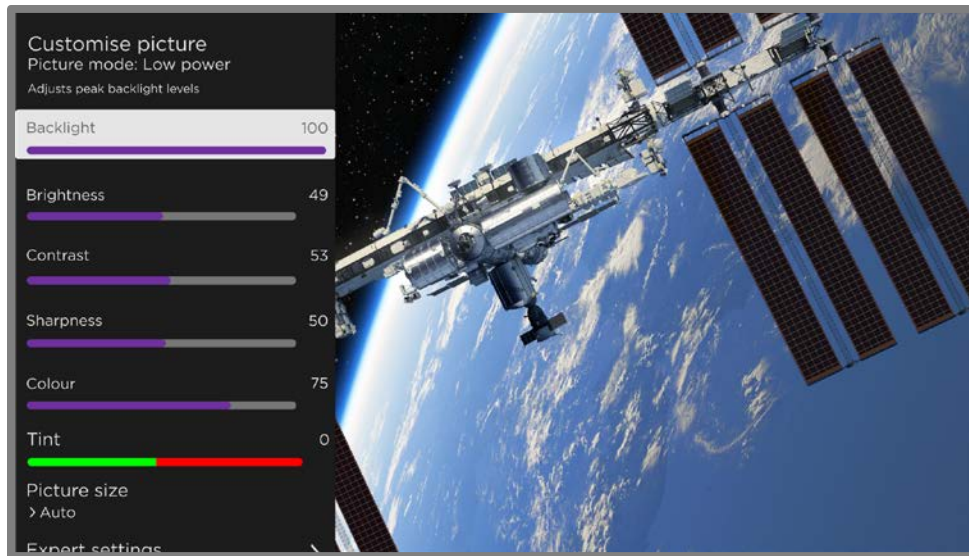 Customise picture
Picture mode: Low power
Adjusts peak backlight levels
Backlight 100
Brightness 49
Contrast 53
Sharpness 50
Colour 75
Tint 0
Picture size
> Auto
Expert settings >